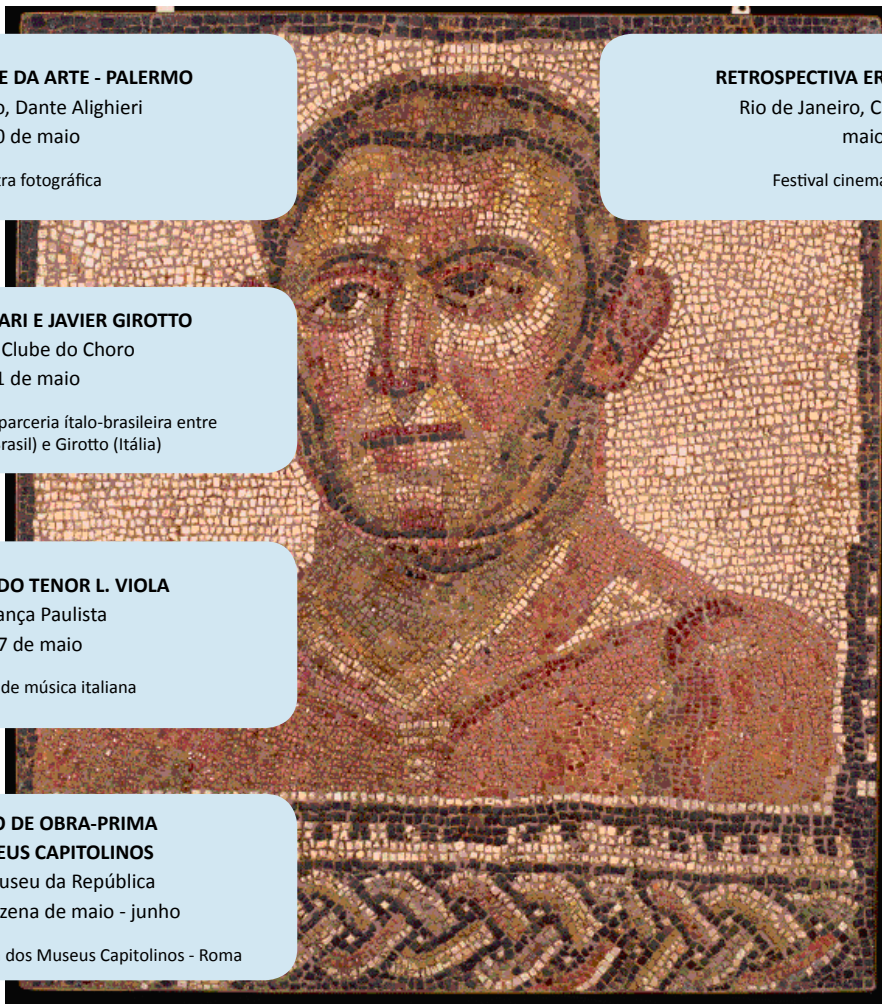 E DA ARTE - PALERMO
o, Dante Alighieri
0 de maio
tra fotográfica
RETROSPECTIVA ER
Rio de Janeiro, C
maio
Festival cinema
ARI E JAVIER GIROTTO
Clube do Choro
1 de maio
parceria ítalo-brasileira entre
rasil) e Girotto (Itália)
DO TENOR L. VIOLA
ança Paulista
7 de maio
de música italiana
O DE OBRA-PRIMA
EUS CAPITOLINOS
useu da República
zena de maio - junho
dos Museus Capitolinos - Roma